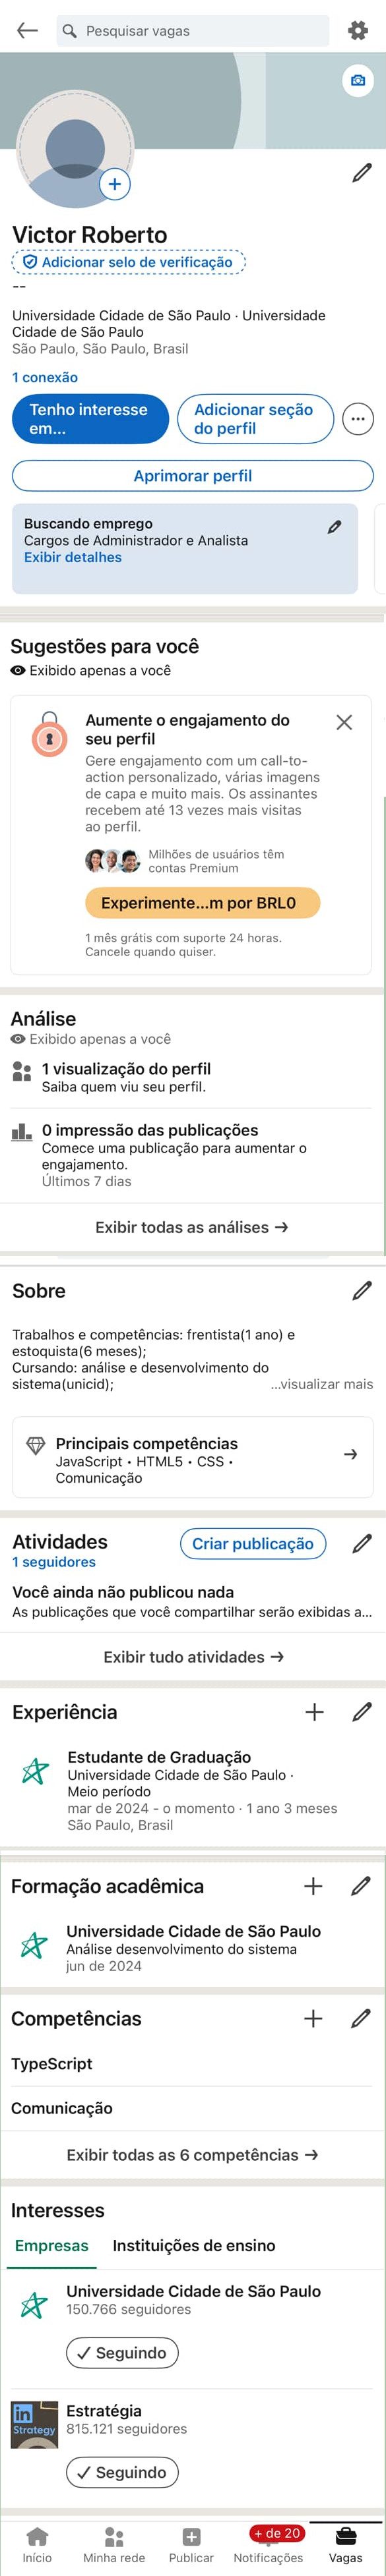 Pesquisar vagas
Victor Roberto
Adicionar selo de verificação
--
Universidade Cidade de São Paulo · Universidade
Cidade de São Paulo
São Paulo, São Paulo, Brasil
1 conexão
Tenho interesse
em...
Adicionar seção
do perfil
Aprimorar perfil
Buscando emprego
Cargos de Administrador e Analista
Exibir detalhes
Sugestões para você
Exibido apenas a você
Aumente o engajamento do
seu perfil
Gere engajamento com um call-to-
action personalizado, várias imagens
de capa e muito mais. Os assinantes
recebem até 13 vezes mais visitas
ao perfil.
Milhões de usuários têm
contas Premium
Experimente...m por BRL0
1 mês grátis com suporte 24 horas.
Cancele quando quiser.
Análise
Exibido apenas a você
1 visualização do perfil
Saiba quem viu seu perfil.
0 impressão das publicações
Comece uma publicação para aumentar o
engajamento.
Últimos 7 dias
Exibir todas as análises →
Sobre
Trabalhos e competências: frentista(1 ano) e
estoquista(6 meses);
Cursando: análise e desenvolvimento do
sistema(unicid);
...visualizar mais
Principais competências
JavaScript • HTML5 • CSS •
Comunicação
Atividades
Criar publicação
1 seguidores
Você ainda não publicou nada
As publicações que você compartilhar serão exibidas a...
Exibir tudo atividades →
Experiência
Estudante de Graduação
Universidade Cidade de São Paulo ·
Meio período
mar de 2024 - o momento · 1 ano 3 meses
São Paulo, Brasil
Formação acadêmica
Universidade Cidade de São Paulo
Análise desenvolvimento do sistema
jun de 2024
Competências
TypeScript
Comunicação
Exibir todas as 6 competências →
Interesses
Empresas
Instituições de ensino
Universidade Cidade de São Paulo
150.766 seguidores
✓ Seguindo
in
Strategy
Estratégia
815.121 seguidores
✓ Seguindo
+ de 20
Início
Minha rede
Publicar
Notificações
Vagas